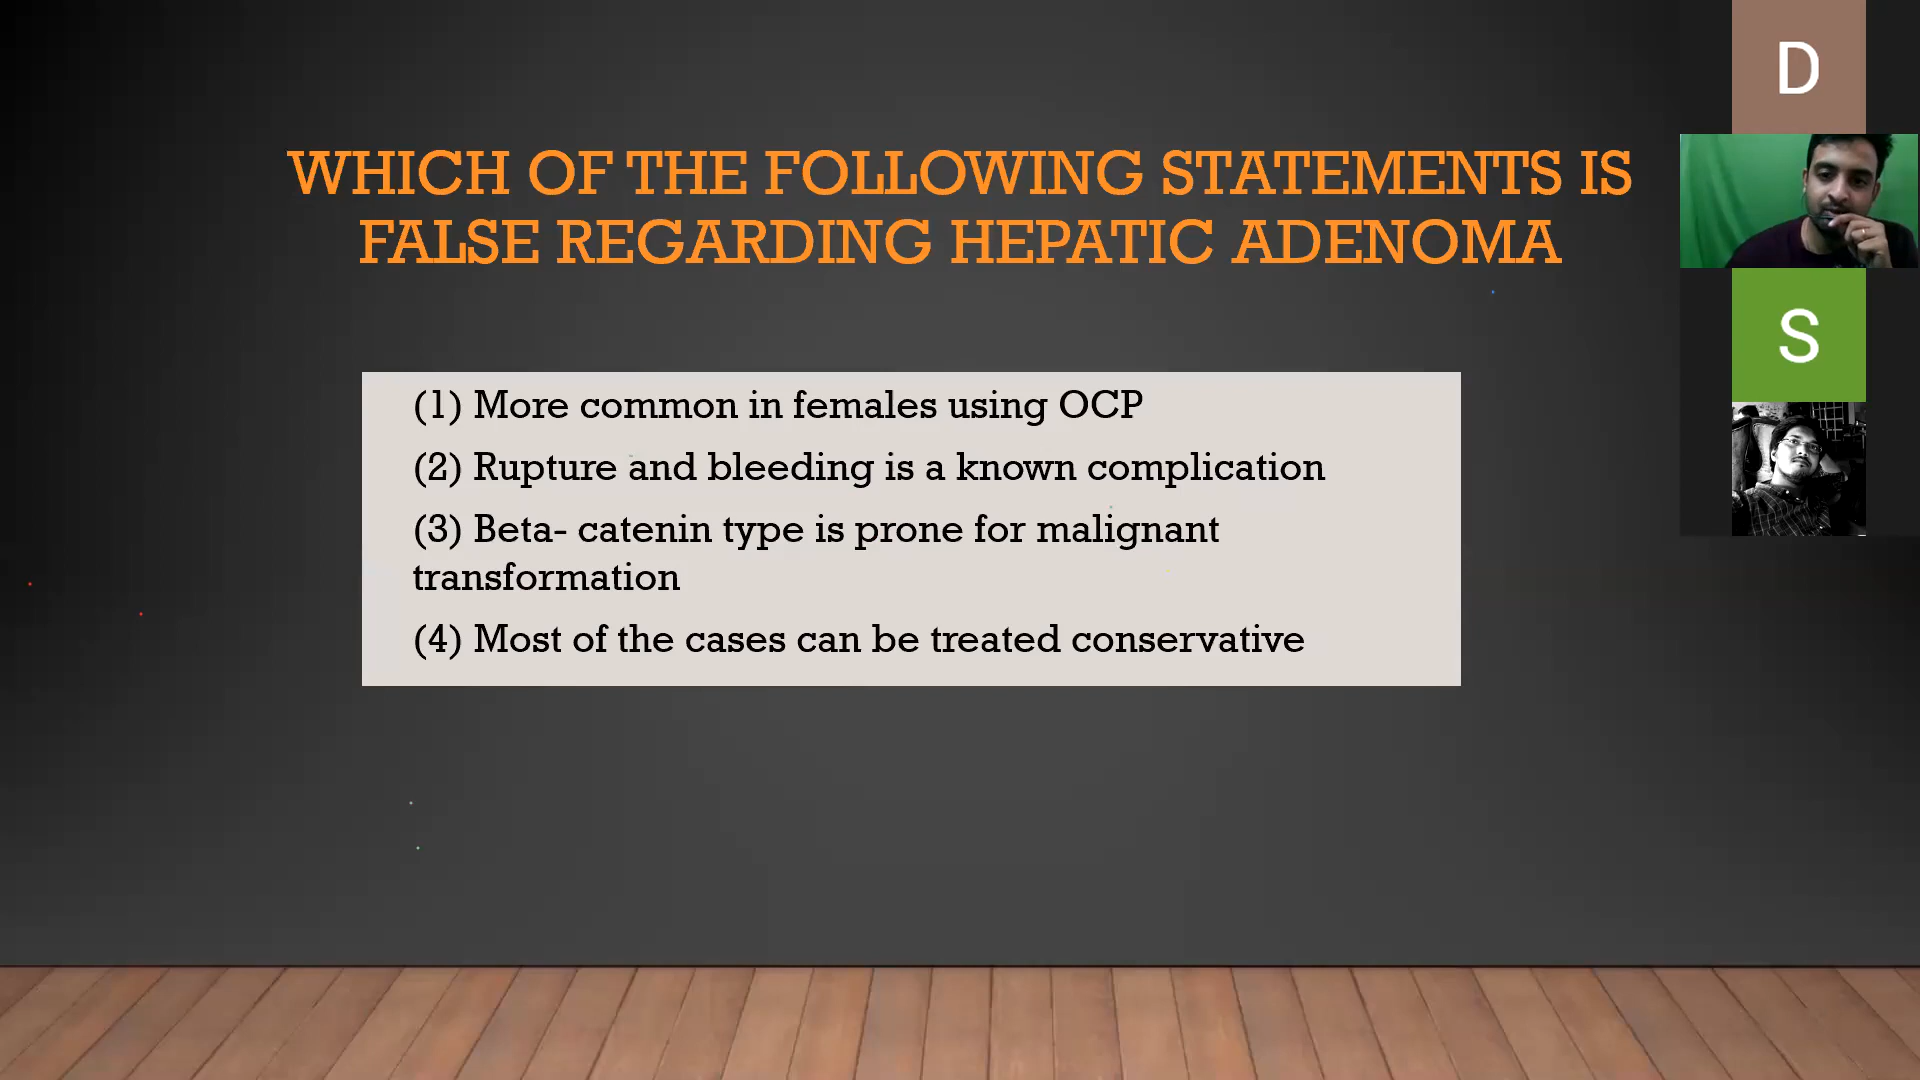 WHICH OF THE FOLLOWING STATEMENTS IS
FALSE REGARDING HEPATIC ADENOMA
(1) More common in females using OCP
(2) Rupture and bleeding is a known complication
(3) Beta- catenin type is prone for malignant
transformation
(4) Most of the cases can be treated conservative
D
S